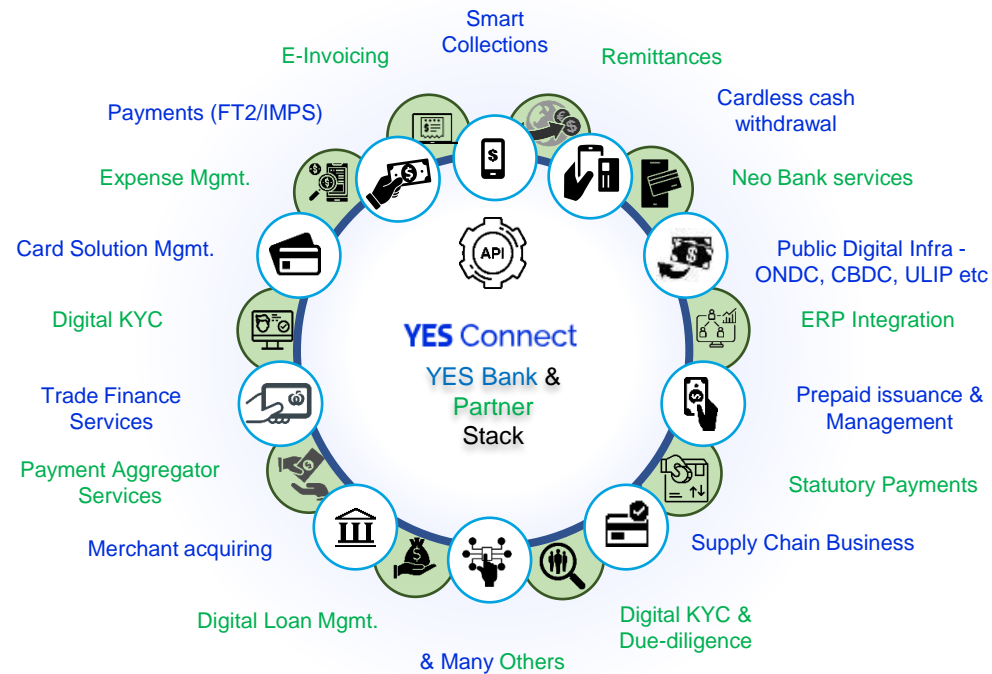 Smart
Collections
E-Invoicing
Remittances
Payments (FT2/IMPS)
Cardless cash
withdrawal
Expense Mgmt.
Neo Bank services
Card Solution Mgmt.
Public Digital Infra -
ONDC, CBDC, ULIP etc
API
Digital KYC
ERP Integration
YES Connect
YES Bank &
Partner
Stack
Trade Finance
Services
Prepaid issuance &
Management
Payment Aggregator
Services
Statutory Payments
Merchant acquiring
Supply Chain Business
Digital Loan Mgmt.
Digital KYC &
Due-diligence
& Many Others